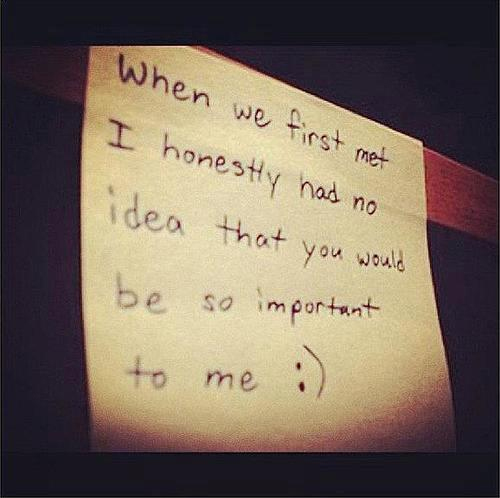 When we first met
I honestly had no
idea that you would
be so important
to me :)